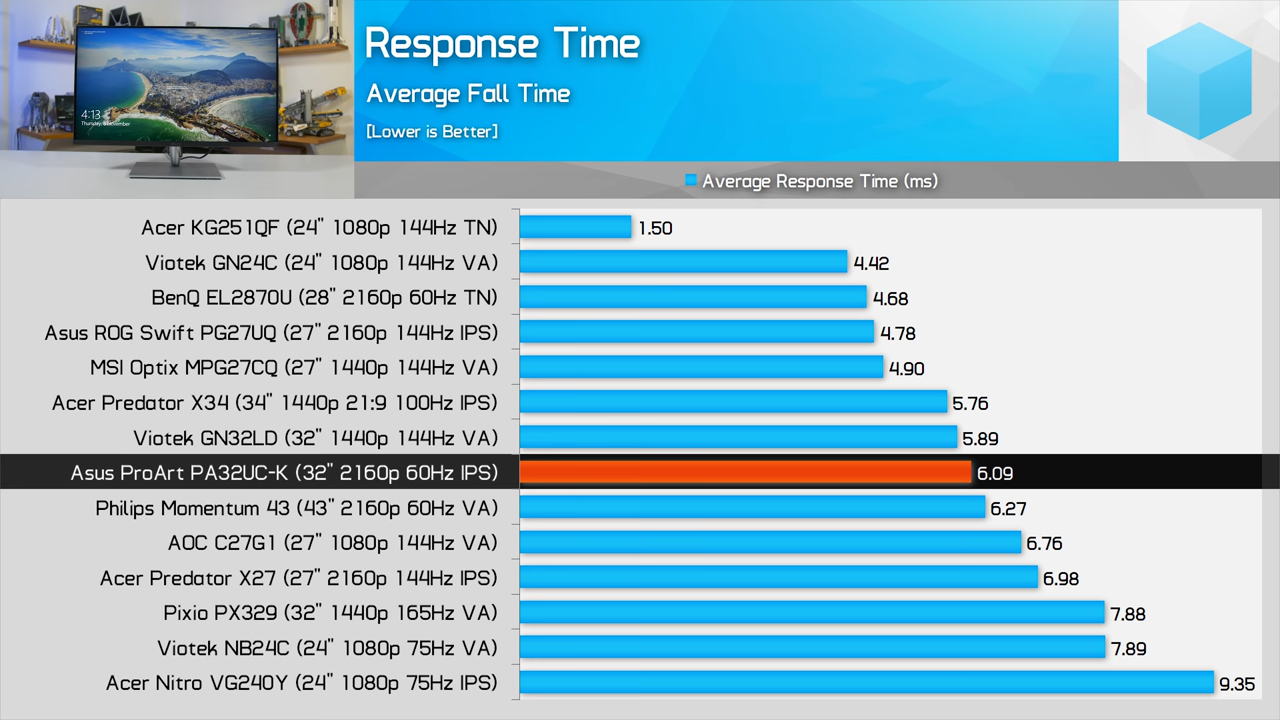 Response Time
Average Fall Time
[Lower is Better]
4:13
Average Response Time (ms)
Acer KG251QF (24" 1080p 144Hz TN) 1.50
Viotek GN24C (24" 1080p 144Hz VA) 4.42
BenQ EL2870U (28" 2160p 60Hz TN) 4.68
Asus ROG Swift PG27UQ (27" 2160p 144Hz IPS) 4.78
MSI Optix MPG27CQ (27" 1440p 144Hz VA) 4.90
Acer Predator X34 (34" 1440p 21:9 100Hz IPS) 5.76
Viotek GN32LD (32" 1440p 144Hz VA) 5.89
Asus ProArt PA32UC-K (32" 2160p 60Hz IPS) 6.09
Philips Momentum 43 (43" 2160p 60Hz VA) 6.27
AOC C27G1 (27" 1080p 144Hz VA) 6.76
Acer Predator X27 (27" 2160p 144Hz IPS) 6.98
Pixio PX329 (32" 1440p 165Hz VA) 7.88
Viotek NB24C (24" 1080p 75Hz VA) 7.89
Acer Nitro VG240Y (24" 1080p 75Hz IPS) 9.35